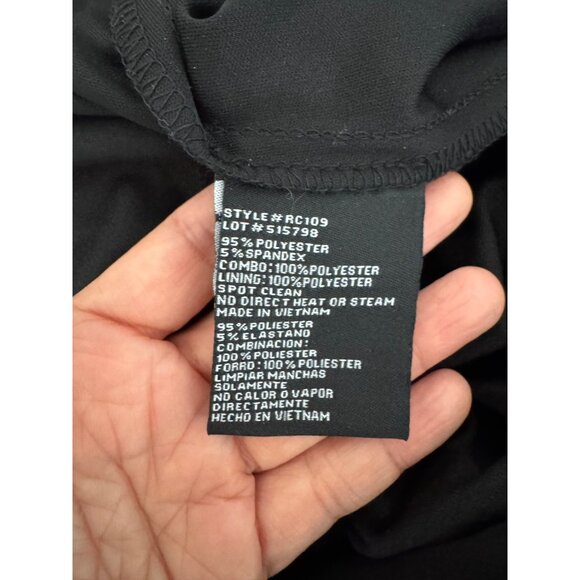 STYLE#RC109
LOT#515798
95%POLYESTER
5%SPANDEX
COMBO:100%POLYESTER
LINING:100%POLYESTER
SPOT CLEAN
NO DIRECT HEAT OR STEAM
MADE IN VIETNAM
95%POLIESTER
5%ELASTANO
COMBINACION:
100%POLIESTER
FORRO:100%POLIESTER
LIMPIAR MANCHAS
SOLAMENTE
NO CALOR O VAPOR
DIRECTAMENTE
HECHO EN VIETNAM